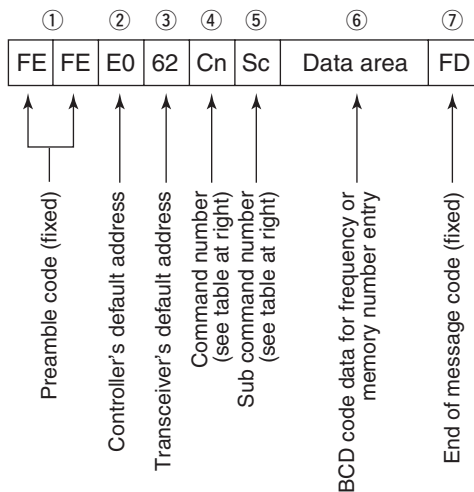 ① ② ③ ④ ⑤ ⑥ ⑦
FE FE E0 62 Cn Sc Data area FD
Preamble code (fixed)
Controller's default address
Transceiver's default address
Command number
(see table at right)
Sub command number
(see table at right)
BCD code data for frequency or
memory number entry
End of message code (fixed)